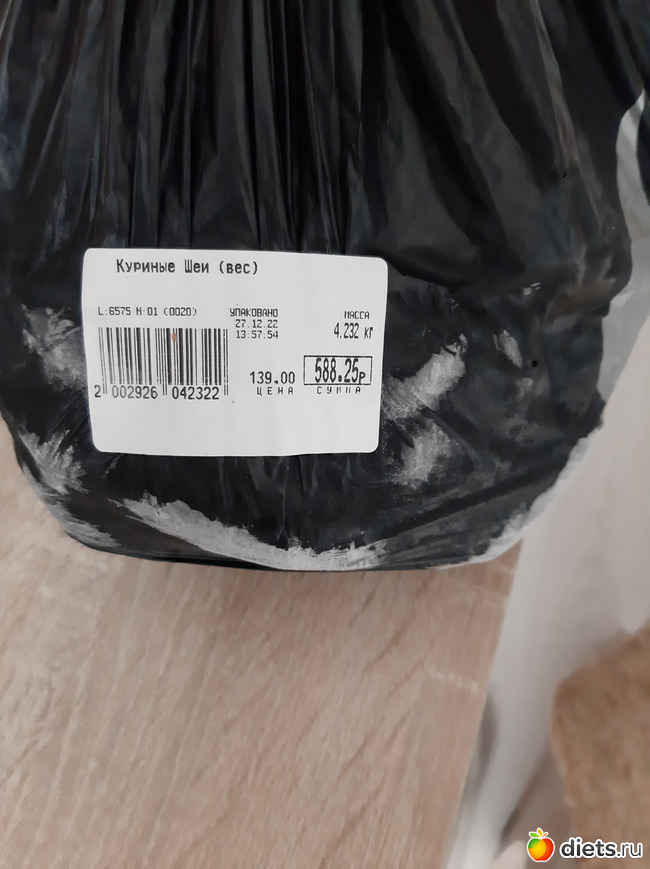 Куриные Шеи (вес)
L:6575 N·01 (0020) УПАКОВАНО МАССА
27.12.22 4.232 кг
13:57.54
139.00 588.25р
ЦЕНА СУММА
2 002926 042322
diets.ru